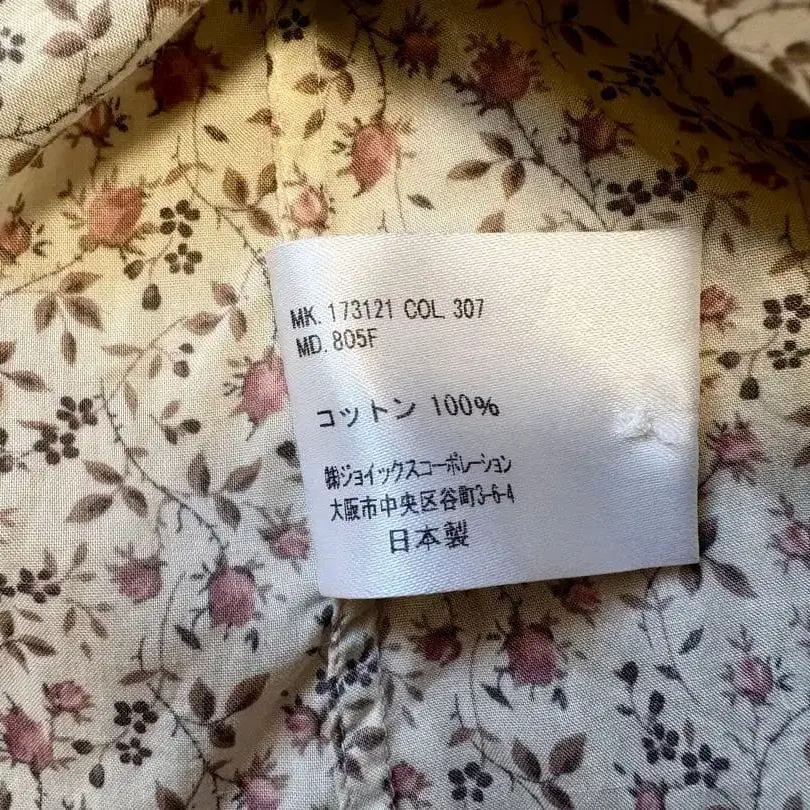 MK. 173121 COL 307
MD. 805F
コットン 100%
㈱ジョイックスコーポレーション
大阪市中央区谷町3-6-4
日本製